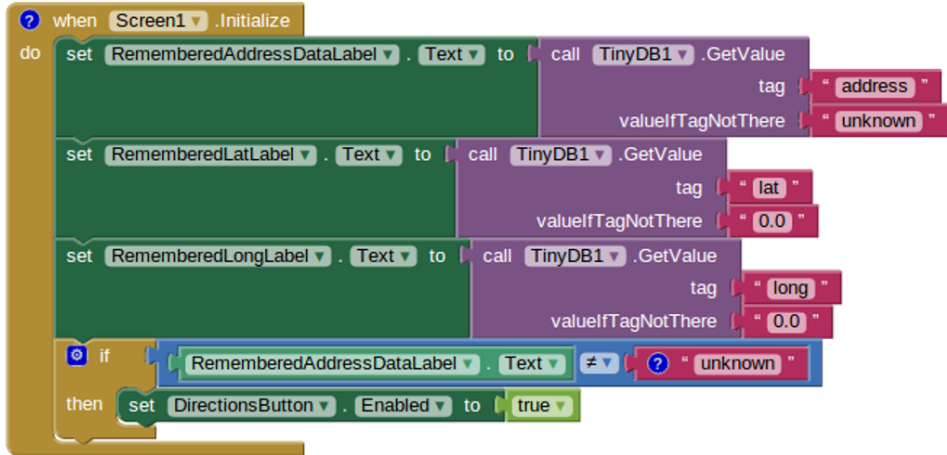 ? when Screen1 ▾ .Initialize
do set RememberedAddressDataLabel ▾ . Text ▾ to call TinyDB1 ▾ .GetValue
tag “ address ”
valueIfTagNotThere “ unknown ”
set RememberedLatLabel ▾ . Text ▾ to call TinyDB1 ▾ .GetValue
tag “ lat ”
valueIfTagNotThere “ 0.0 ”
set RememberedLongLabel ▾ . Text ▾ to call TinyDB1 ▾ .GetValue
tag “ long ”
valueIfTagNotThere “ 0.0 ”
if RememberedAddressDataLabel ▾ . Text ▾ ≠ ▾ ? “ unknown ”
then set DirectionsButton ▾ . Enabled ▾ to true ▾